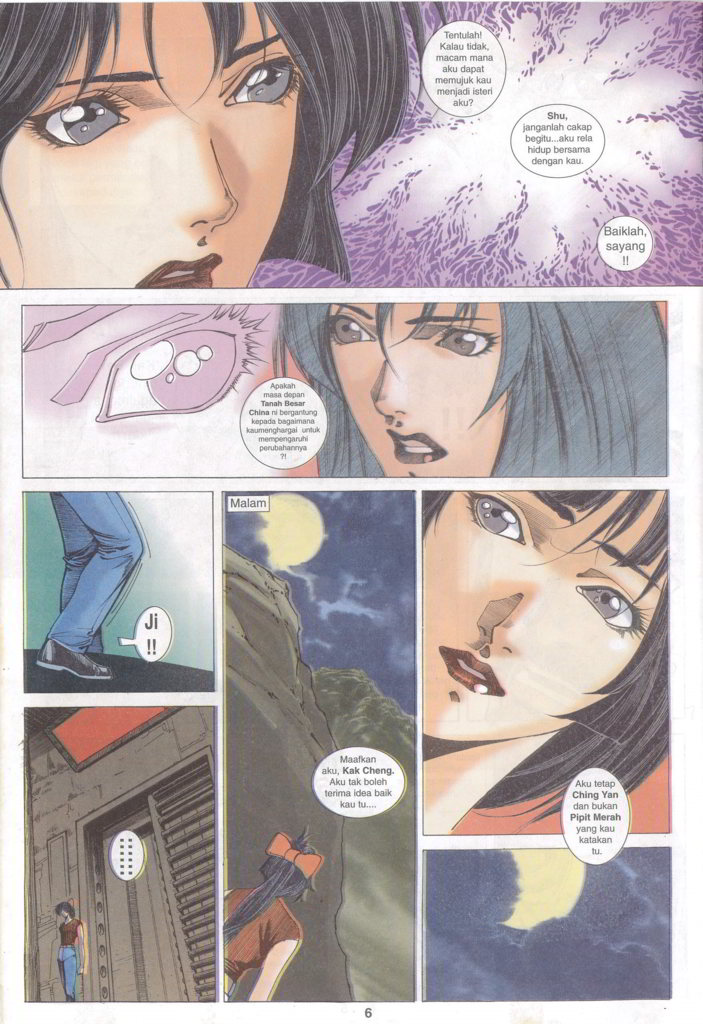 Tentulah!
Kalau tidak,
macam mana
aku dapat
memujuk kau
menjadi isteri
aku?
Shu,
janganlah cakap
begitu...aku rela
hidup bersama
dengan kau.
Baiklah,
sayang
!!
Apakah
masa depan
Tanah Besar
China ni bergantung
kepada bagaimana
kaumenghargai untuk
mempengaruhi
perubahannya
?!
Ji
!!
Malam
Maafkan
aku, Kak Cheng.
Aku tak boleh
terima idea baik
kau tu....
Aku tetap
Ching Yan
dan bukan
Pipit Merah
yang kau
katakan
tu.
6